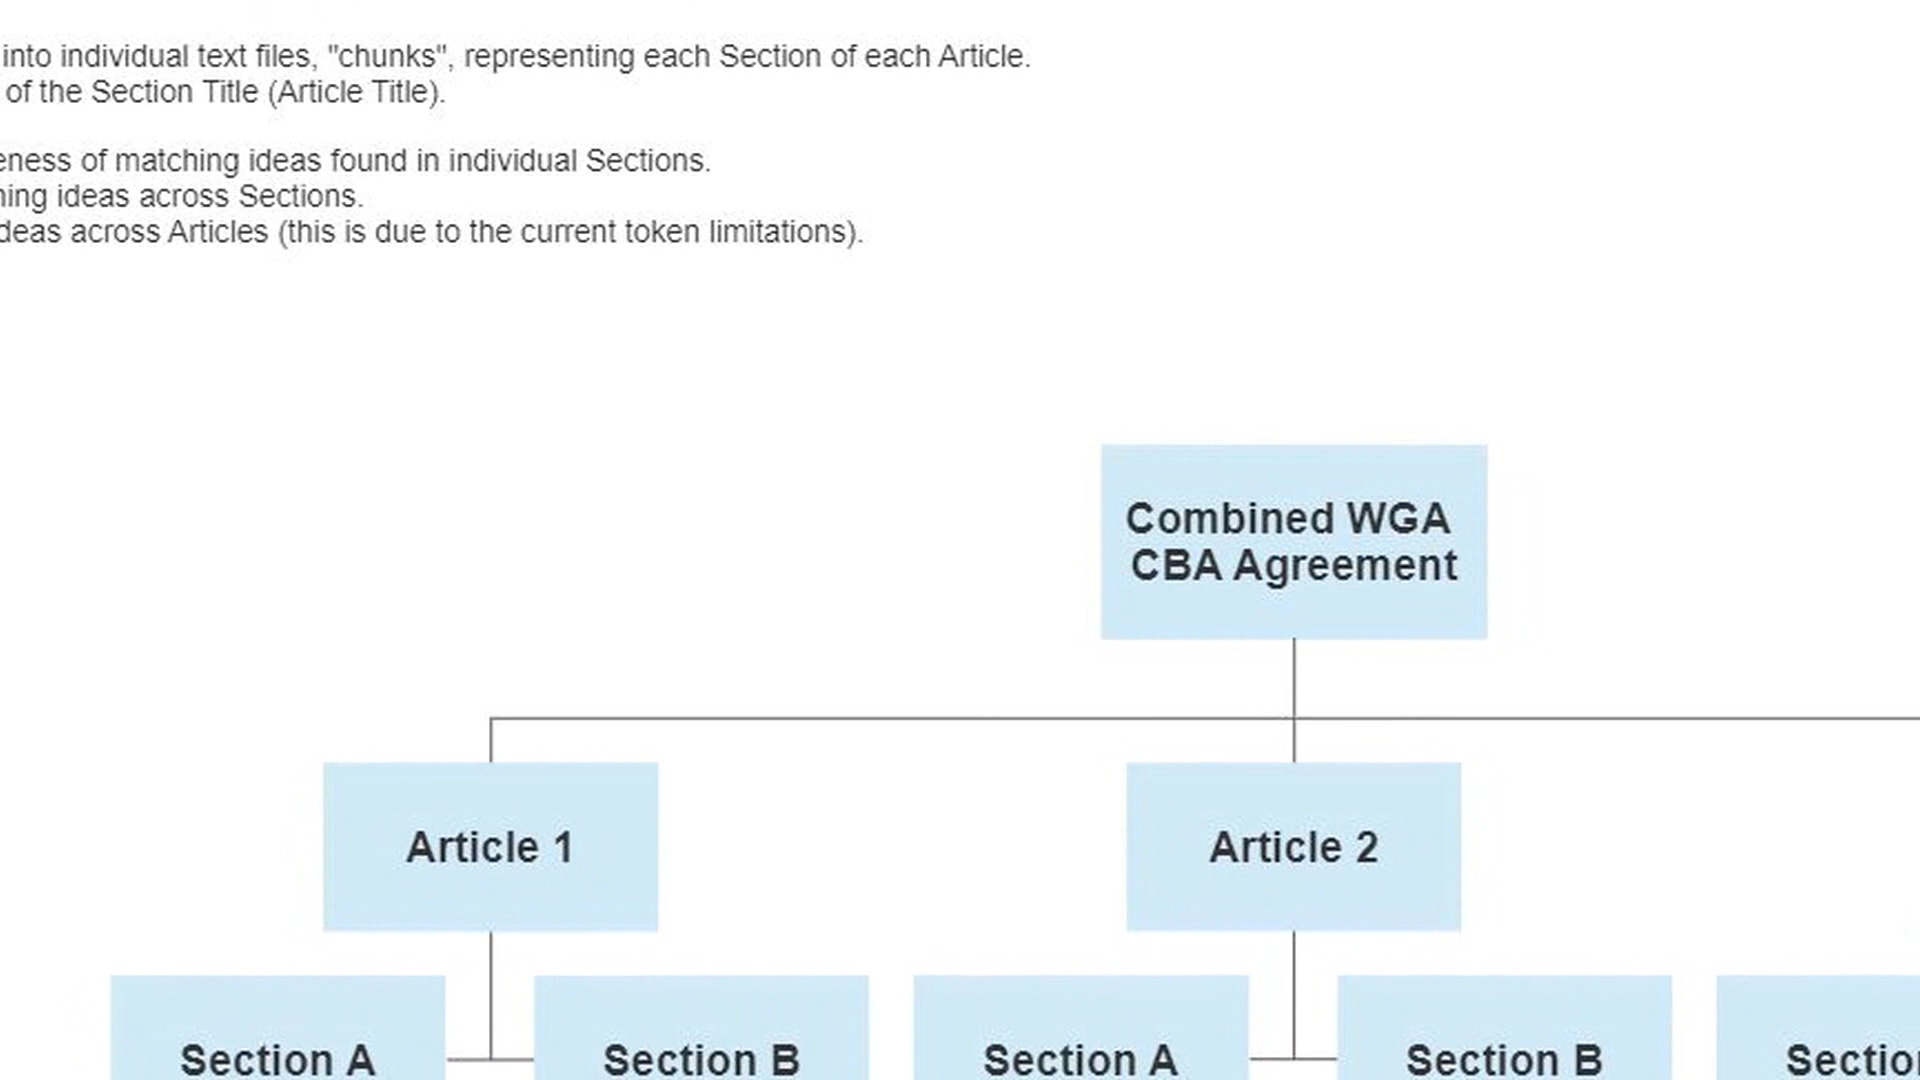 into individual text files, "chunks", representing each Section of each Article.
of the Section Title (Article Title).
eness of matching ideas found in individual Sections.
ning ideas across Sections.
deas across Articles (this is due to the current token limitations).
Combined WGA
CBA Agreement
Article 1
Article 2
Section A
Section B
Section A
Section B
Sectio